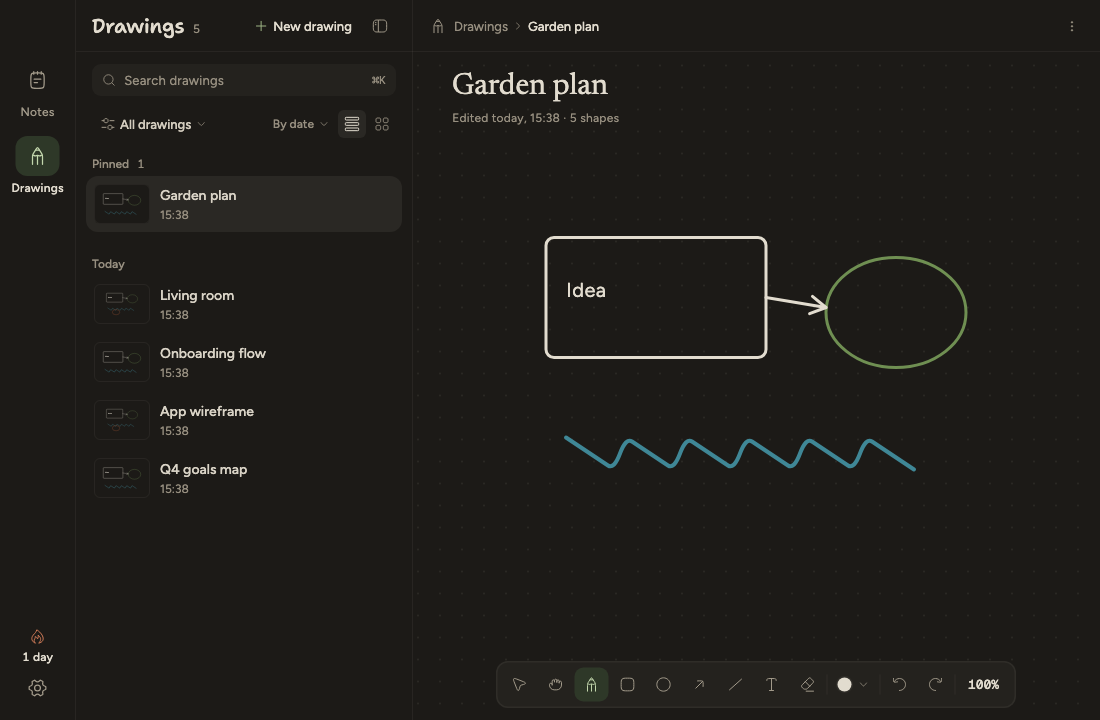 Drawings 5
New drawing
Search drawings ⌘K
All drawings
By date
Pinned 1
Garden plan
15:38
Today
Living room
15:38
Onboarding flow
15:38
App wireframe
15:38
Q4 goals map
15:38
Notes
Drawings
1 day
Drawings > Garden plan
Garden plan
Edited today, 15:38 · 5 shapes
Idea
T
100%